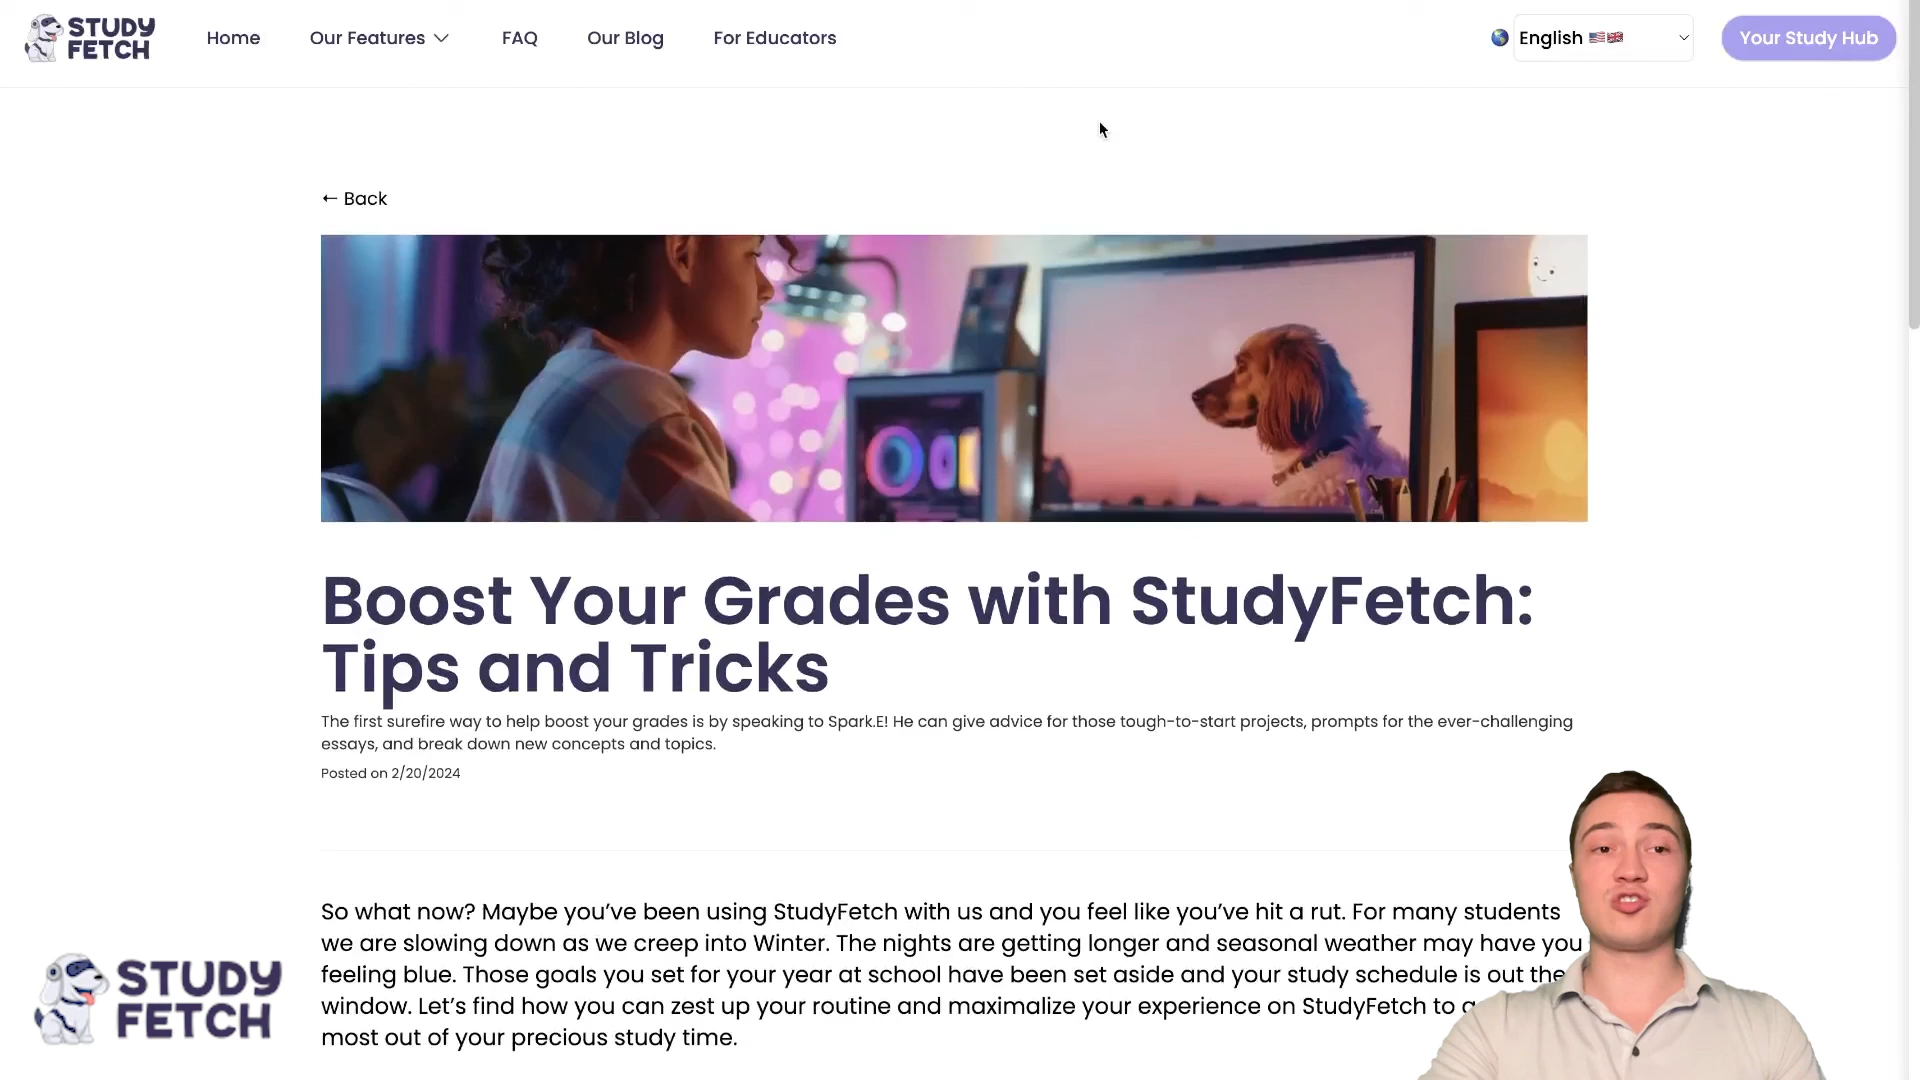 STUDY
FETCH
Home
Our Features
FAQ
Our Blog
For Educators
English
Your Study Hub
← Back
Boost Your Grades with StudyFetch:
Tips and Tricks
The first surefire way to help boost your grades is by speaking to Spark.E! He can give advice for those tough-to-start projects, prompts for the ever-challenging
essays, and break down new concepts and topics.
Posted on 2/20/2024
So what now? Maybe you’ve been using StudyFetch with us and you feel like you’ve hit a rut. For many students
we are slowing down as we creep into Winter. The nights are getting longer and seasonal weather may have you
feeling blue. Those goals you set for your year at school have been set aside and your study schedule is out the
window. Let’s find how you can zest up your routine and maximalize your experience on StudyFetch to
most out of your precious study time.
STUDY
FETCH